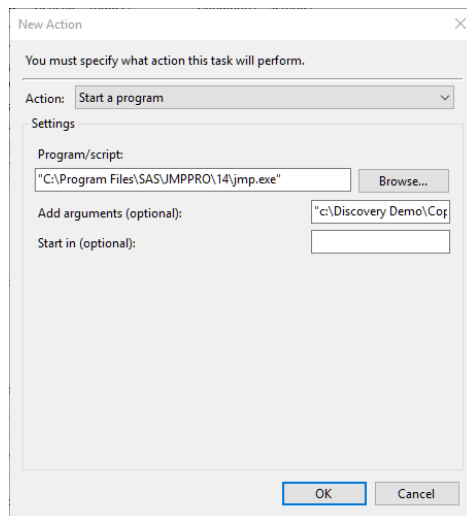 New Action
You must specify what action this task will perform.
Action: Start a program
Settings
Program/script:
"C:\Program Files\SAS\JMPPRO\14\jmp.exe" Browse...
Add arguments (optional): "c:\Discovery Demo\Cop
Start in (optional):
OK Cancel